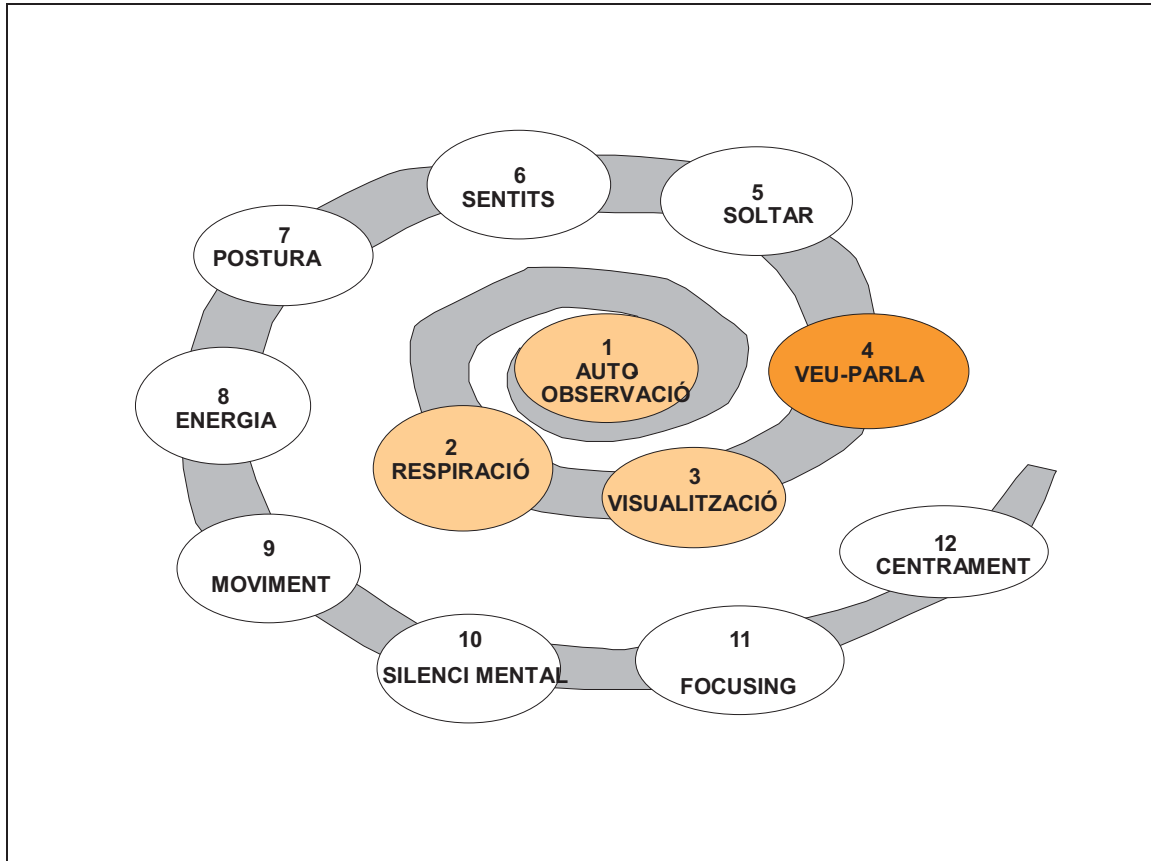 1
AUTO-
OBSERVACIÓ
2
RESPIRACIÓ
3
VISUALITZACIÓ
4
VEU-PARLA
5
SOLTAR
6
SENTITS
7
POSTURA
8
ENERGIA
9
MOVIMENT
10
SILENCI MENTAL
11
FOCUSING
12
CENTRAMENT